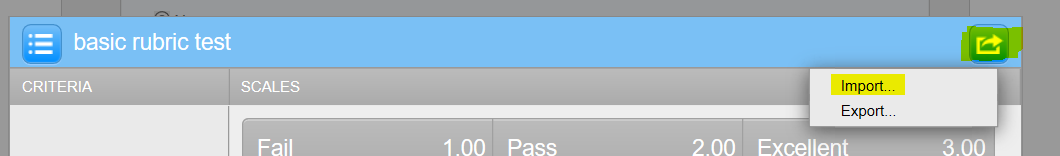 basic rubric test
CRITERIA SCALES
Import...
Export...
Fail 1.00 Pass 2.00 Excellent 3.00